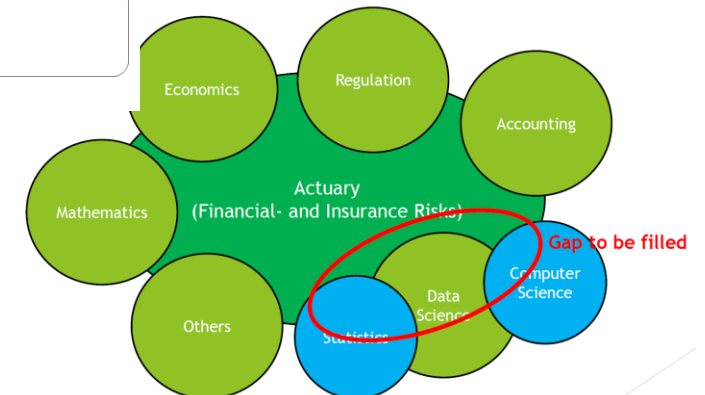 Economics
Regulation
Accounting
Actuary
(Financial- and Insurance Risks)
Mathematics
Gap to be filled
Computer
Science
Data
Science
Others
Statistics